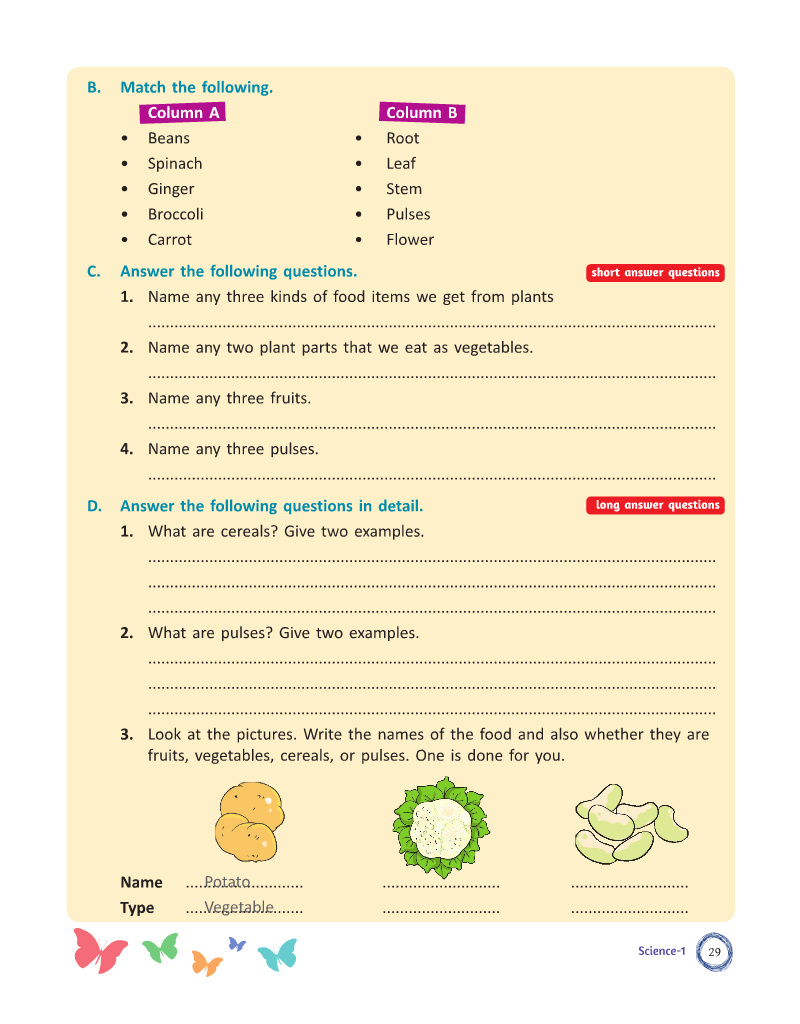 B. Match the following.
Column A Column B
• Beans • Root
• Spinach • Leaf
• Ginger • Stem
• Broccoli • Pulses
• Carrot • Flower
C. Answer the following questions. short answer questions
1. Name any three kinds of food items we get from plants
2. Name any two plant parts that we eat as vegetables.
3. Name any three fruits.
4. Name any three pulses.
D. Answer the following questions in detail. long answer questions
1. What are cereals? Give two examples.
2. What are pulses? Give two examples.
3. Look at the pictures. Write the names of the food and also whether they are
fruits, vegetables, cereals, or pulses. One is done for you.
Name Potato
Type Vegetable
Science-1 29